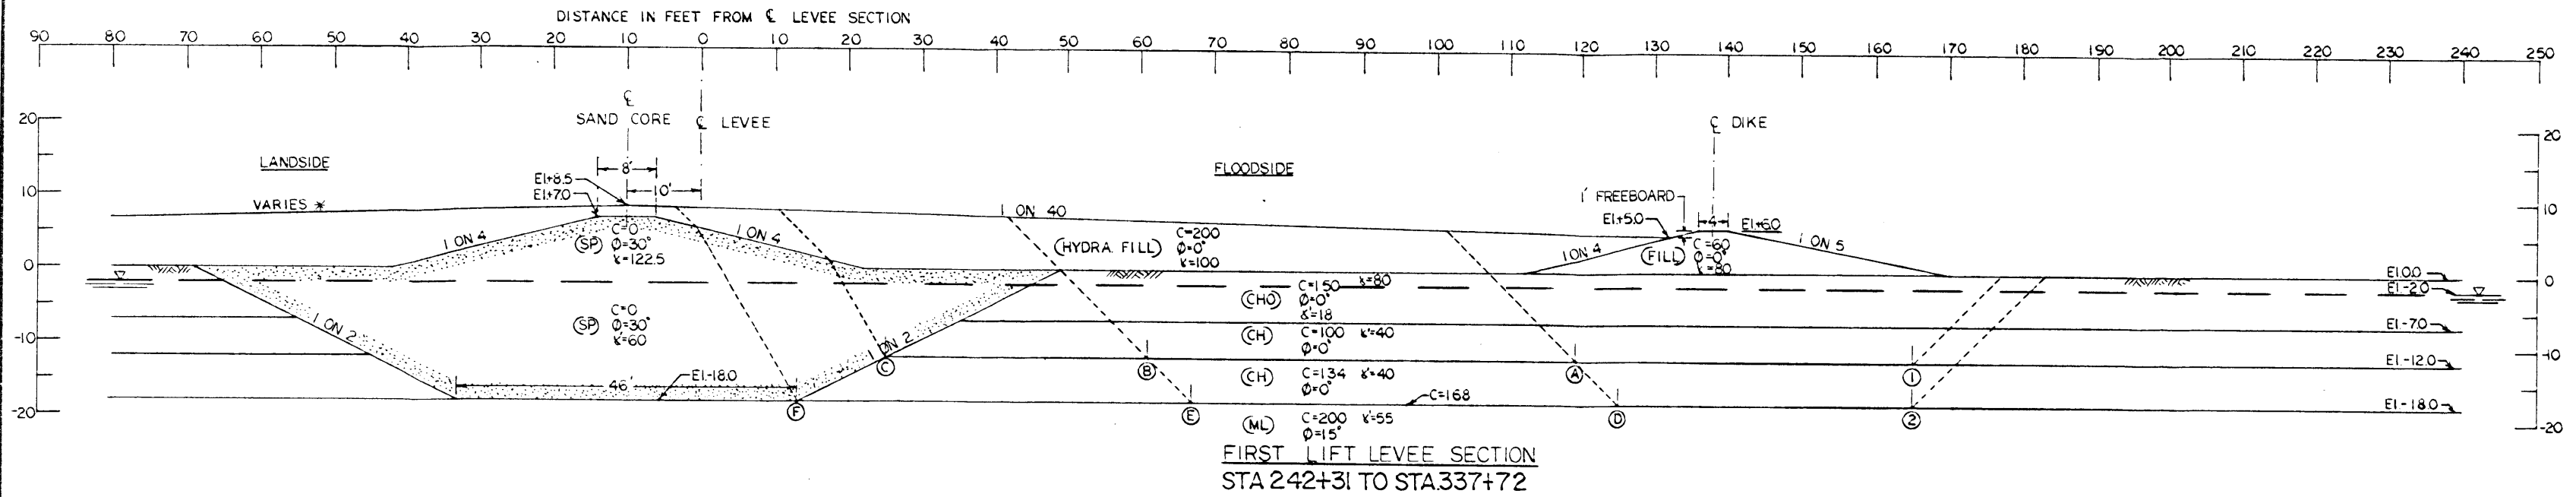 DISTANCE IN FEET FROM ℄ LEVEE SECTION
90 80 70 60 50 40 30 20 10 0 10 20 30 40 50 60 70 80 90 100 110 120 130 140 150 160 170 180 190 200 210 220 230 240 250
℄
SAND CORE
℄ LEVEE
℄ DIKE
20
10
0
-10
-20
20
10
0
-10
-20
LANDSIDE
FLOODSIDE
8'
10'
El.+8.5
El.+7.0
VARIES *
1 ON 4
1 ON 4
(SP)
C=0
Ø=30°
ɣ=122.5
1 ON 40
(HYDRA. FILL)
C=200
Ø=0°
ɣ=100
1' FREEBOARD
El.+5.0
4'
El.+6.0
1 ON 4
1 ON 5
(FILL)
C=60
Ø=0°
ɣ=80
(SP)
C=0
Ø=30°
ɣ'=60
1 ON 2
1 ON 2
46'
El.-18.0
(CHO)
C=150 ɣ=80
Ø=0°
ɣ'=18
(CH)
C=100 ɣ'=40
Ø=0°
(CH)
C=134 ɣ'=40
Ø=0°
C=168
(ML)
C=200 ɣ'=55
Ø=15°
El. 0.0
El.-2.0
El.-7.0
El.-12.0
El.-18.0
C
B
A
1
F
E
D
2
FIRST LIFT LEVEE SECTION
STA 242+31 TO STA.337+72